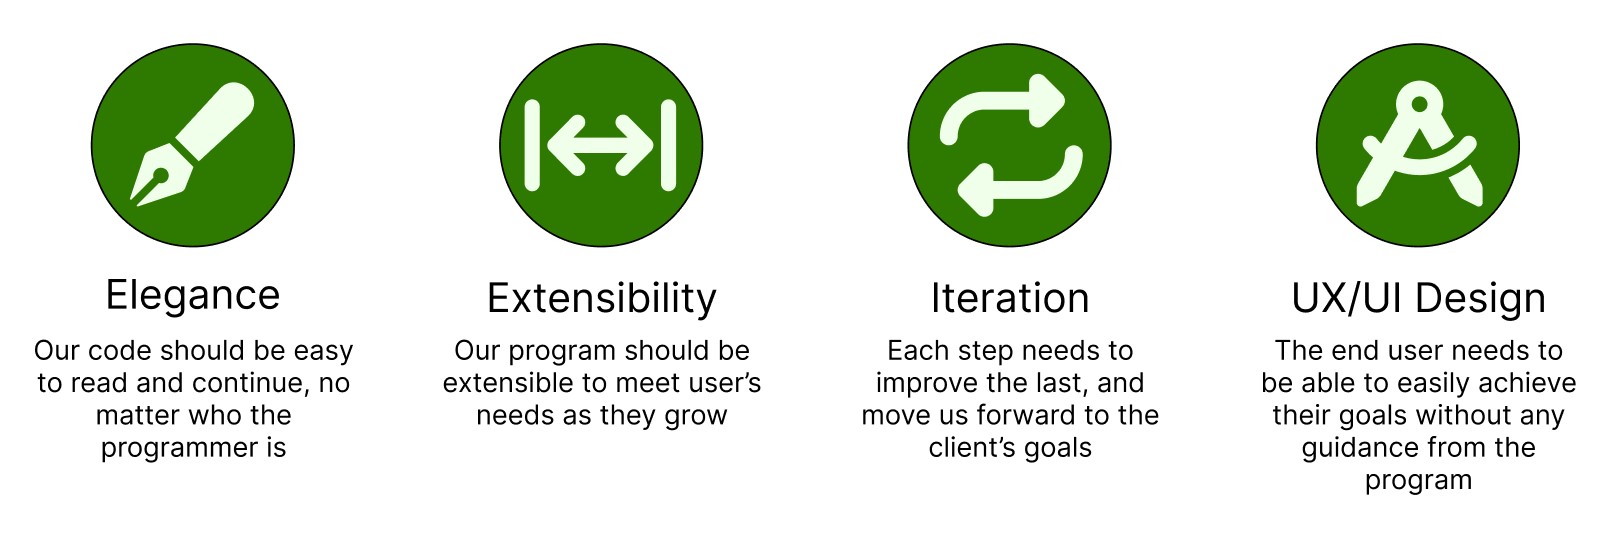 Elegance
Our code should be easy
to read and continue, no
matter who the
programmer is
Extensibility
Our program should be
extensible to meet user’s
needs as they grow
Iteration
Each step needs to
improve the last, and
move us forward to the
client’s goals
UX/UI Design
The end user needs to
be able to easily achieve
their goals without any
guidance from the
program